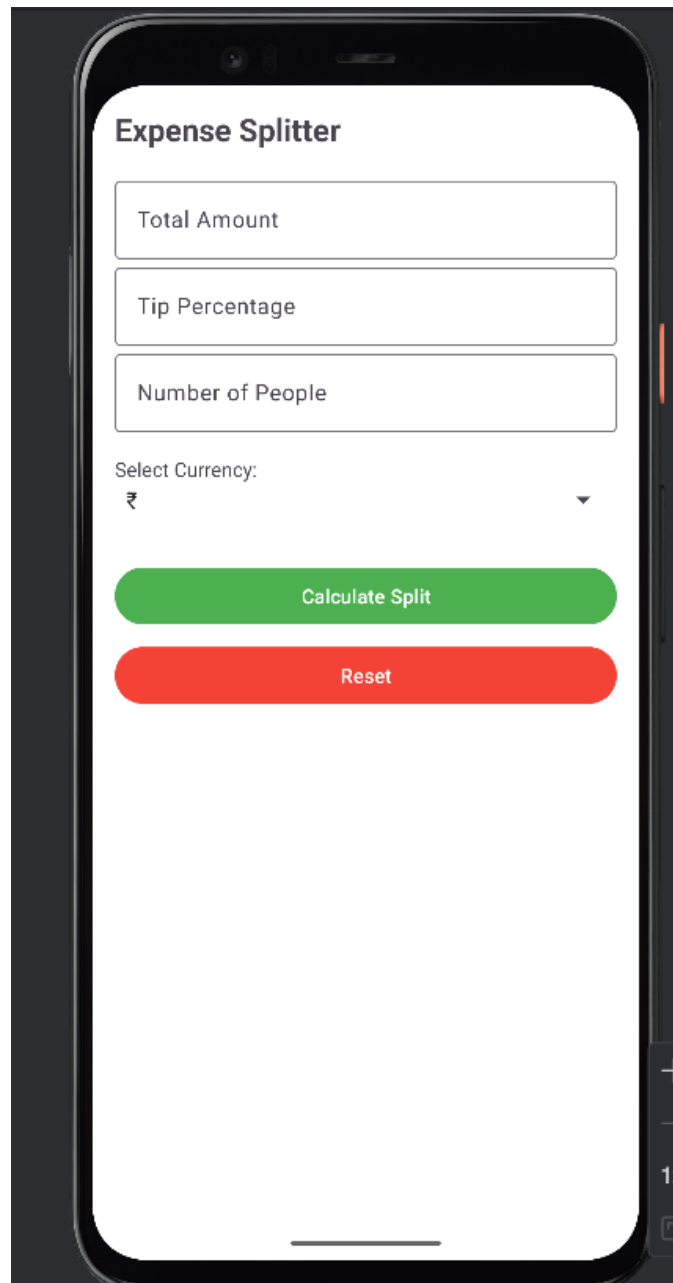 Expense Splitter
Total Amount
Tip Percentage
Number of People
Select Currency:
₹
Calculate Split
Reset